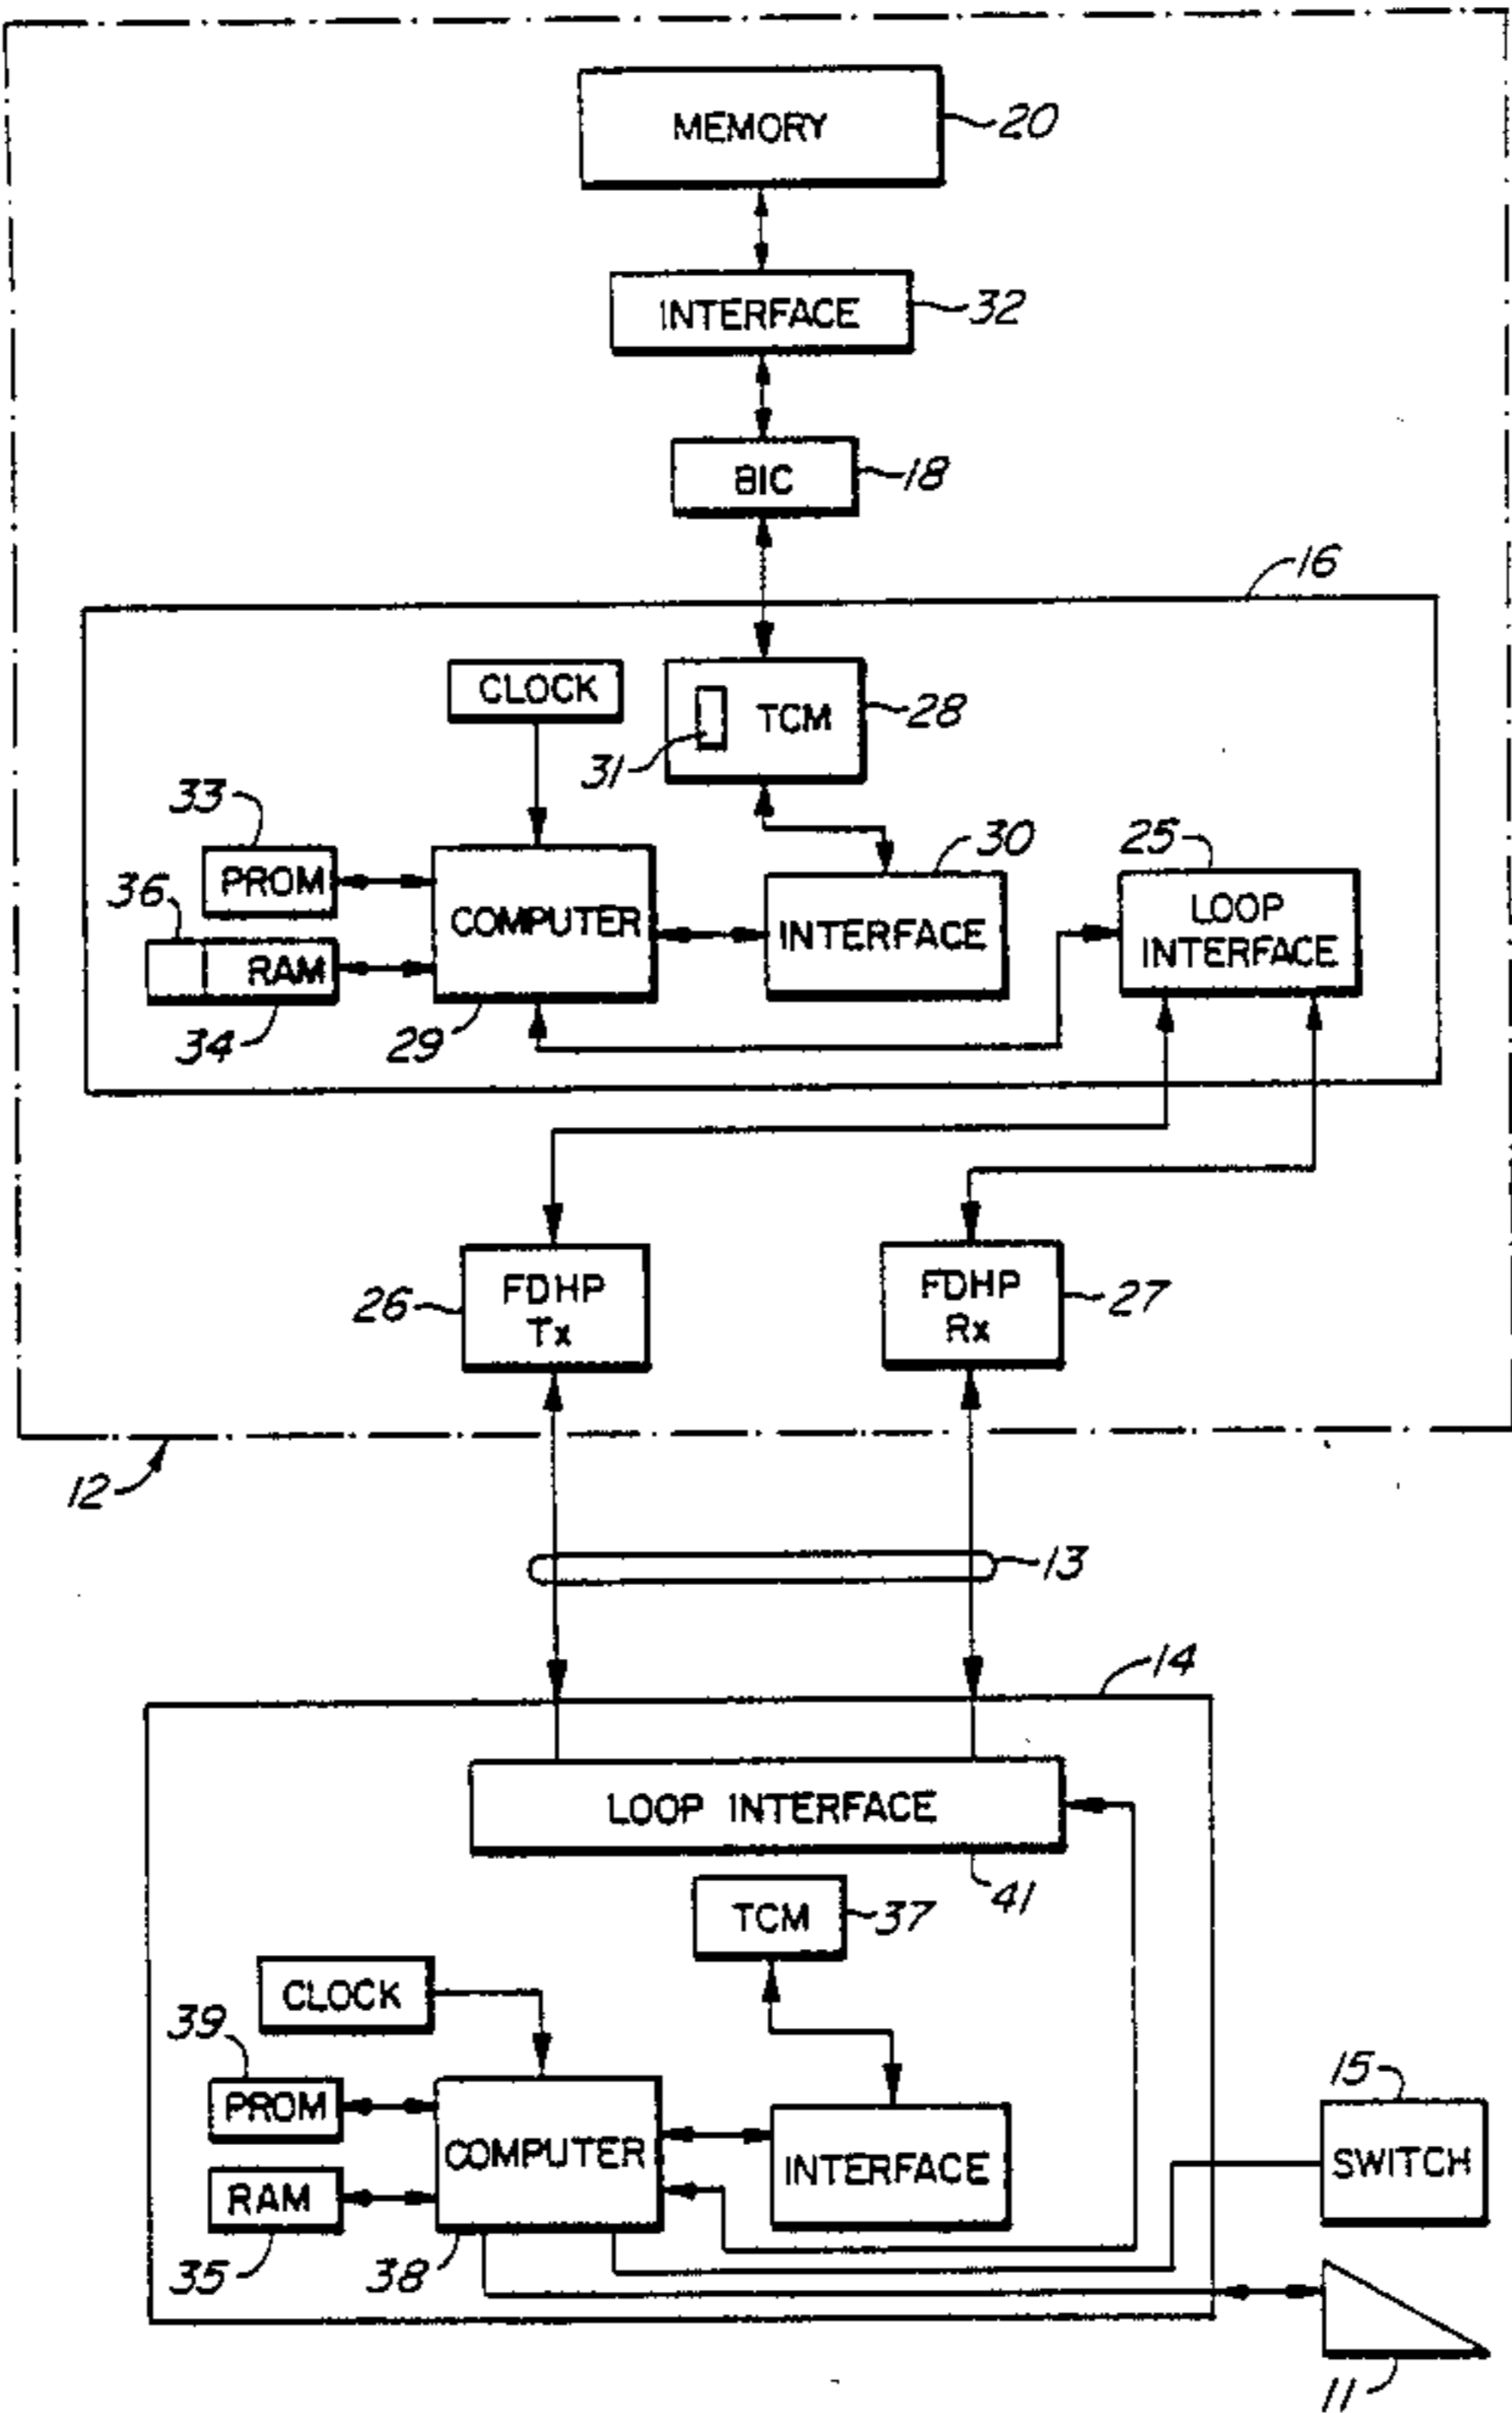 MEMORY
20
INTERFACE
32
BIC
18
16
CLOCK
TCM
28
31
33
PROM
36
RAM
34
COMPUTER
29
30
INTERFACE
25
LOOP
INTERFACE
26
FDHP
Tx
FDHP
Rx
27
12
13
14
LOOP INTERFACE
41
TCM
37
CLOCK
39
PROM
COMPUTER
RAM
35
38
INTERFACE
15
SWITCH
11